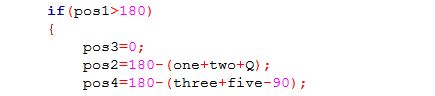 if(pos1>180)
{
pos3=0;
pos2=180-(one+two+Q);
pos4=180-(three+five-90);